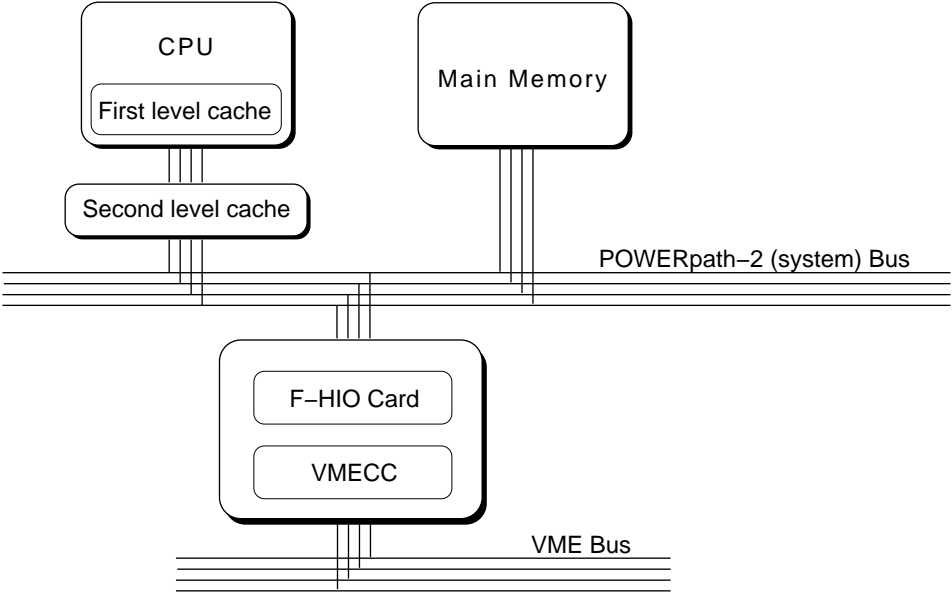 CPU
First level cache
Main Memory
Second level cache
POWERpath−2 (system) Bus
F−HIO Card
VMECC
VME Bus